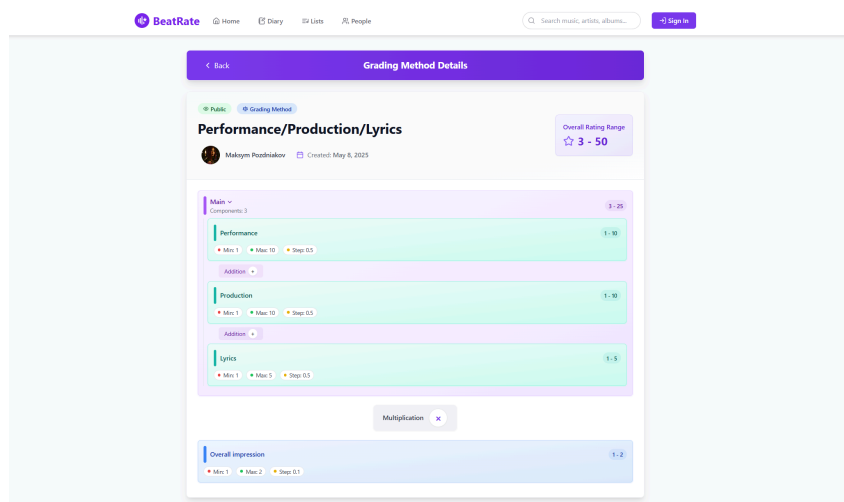 BeatRate Home Diary Lists People Search music, artists, albums... Sign In
Back Grading Method Details
Public Grading Method
Performance/Production/Lyrics
Maksym Pozdniakov Created: May 8, 2025
Overall Rating Range
3 - 50
Main 3 - 25
Components: 3
Performance 1 - 10
Min: 1 Max: 10 Step: 0.5
Addition +
Production 1 - 10
Min: 1 Max: 10 Step: 0.5
Addition +
Lyrics 1 - 5
Min: 1 Max: 5 Step: 0.5
Multiplication ×
Overall impression 1 - 2
Min: 1 Max: 2 Step: 0.1